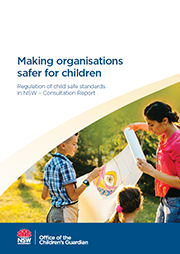 Making organisations
safer for children
Regulation of child safe standards
in NSW – Consultation Report
NSW
GOVERNMENT
Office of the
Children's Guardian